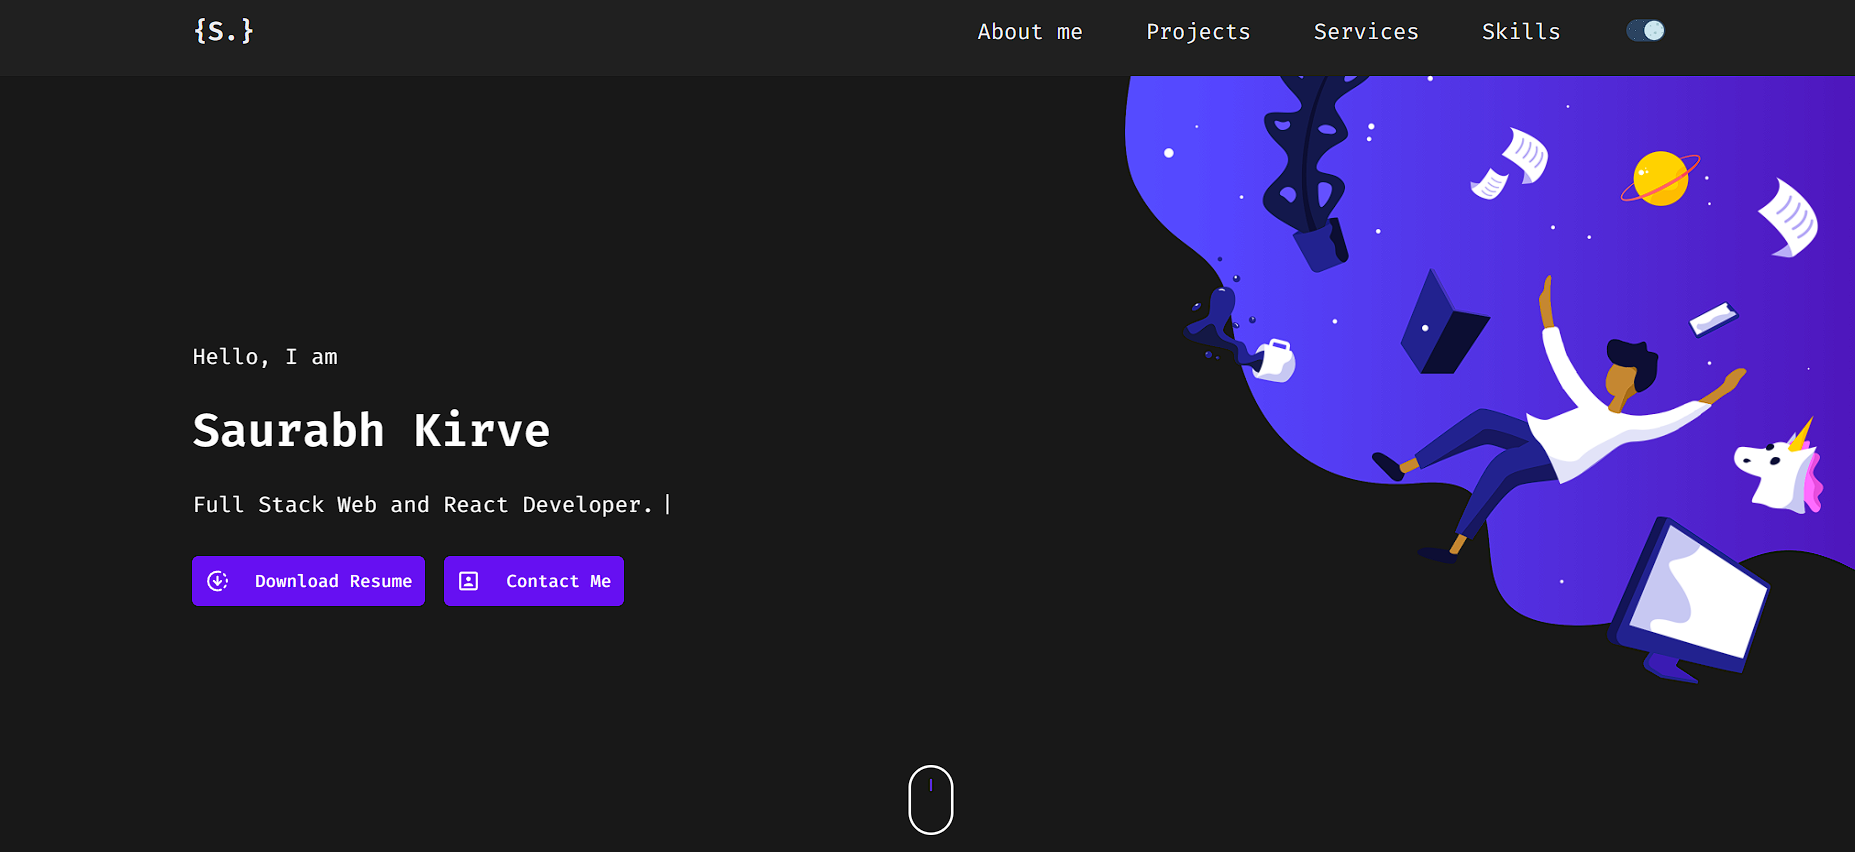 {S.}
About me
Projects
Services
Skills
Hello, I am
Saurabh Kirve
Full Stack Web and React Developer.|
Download Resume
Contact Me